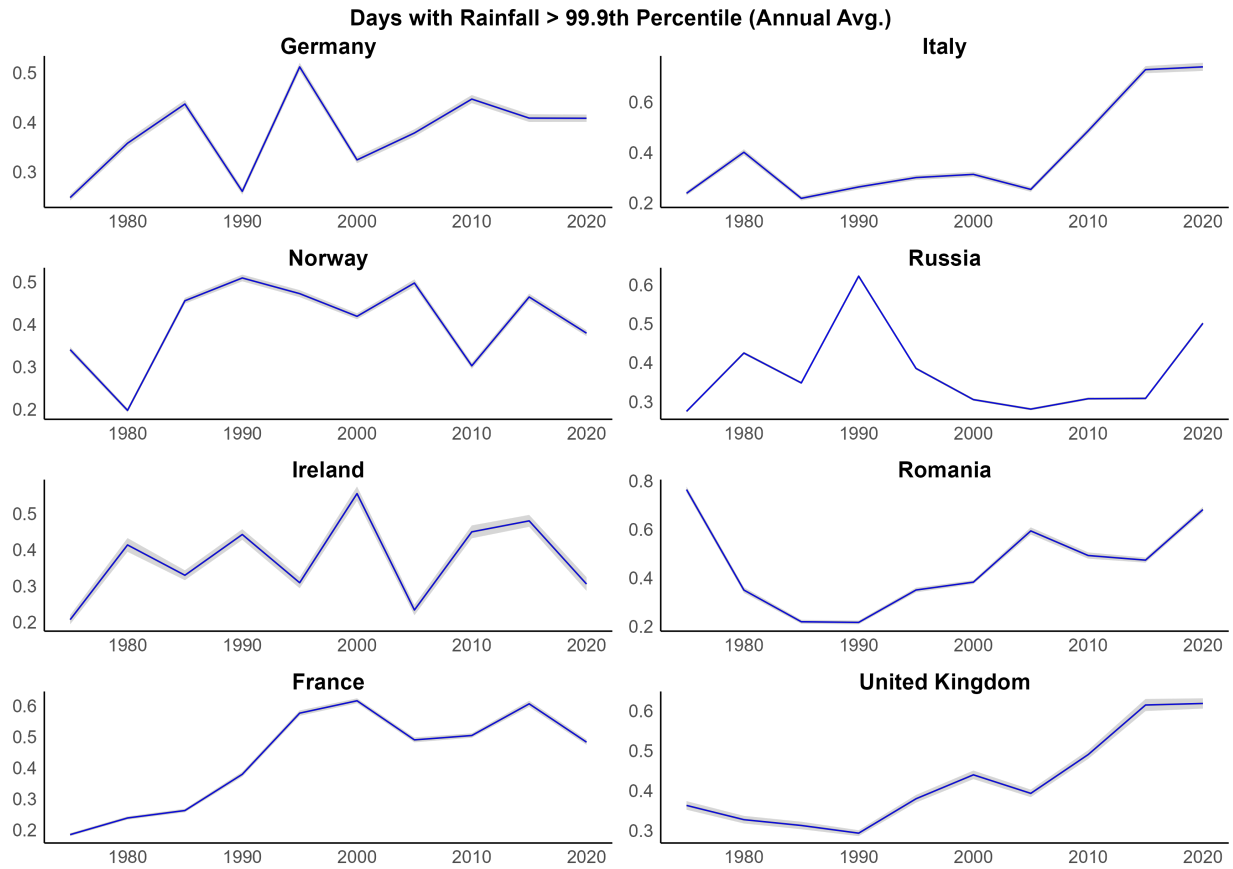 Days with Rainfall > 99.9th Percentile (Annual Avg.)
Germany
0.5
0.4
0.3
1980 1990 2000 2010 2020
Italy
0.6
0.4
0.2
1980 1990 2000 2010 2020
Norway
0.5
0.4
0.3
0.2
1980 1990 2000 2010 2020
Russia
0.6
0.5
0.4
0.3
1980 1990 2000 2010 2020
Ireland
0.5
0.4
0.3
0.2
1980 1990 2000 2010 2020
Romania
0.8
0.6
0.4
0.2
1980 1990 2000 2010 2020
France
0.6
0.5
0.4
0.3
0.2
1980 1990 2000 2010 2020
United Kingdom
0.6
0.5
0.4
0.3
1980 1990 2000 2010 2020